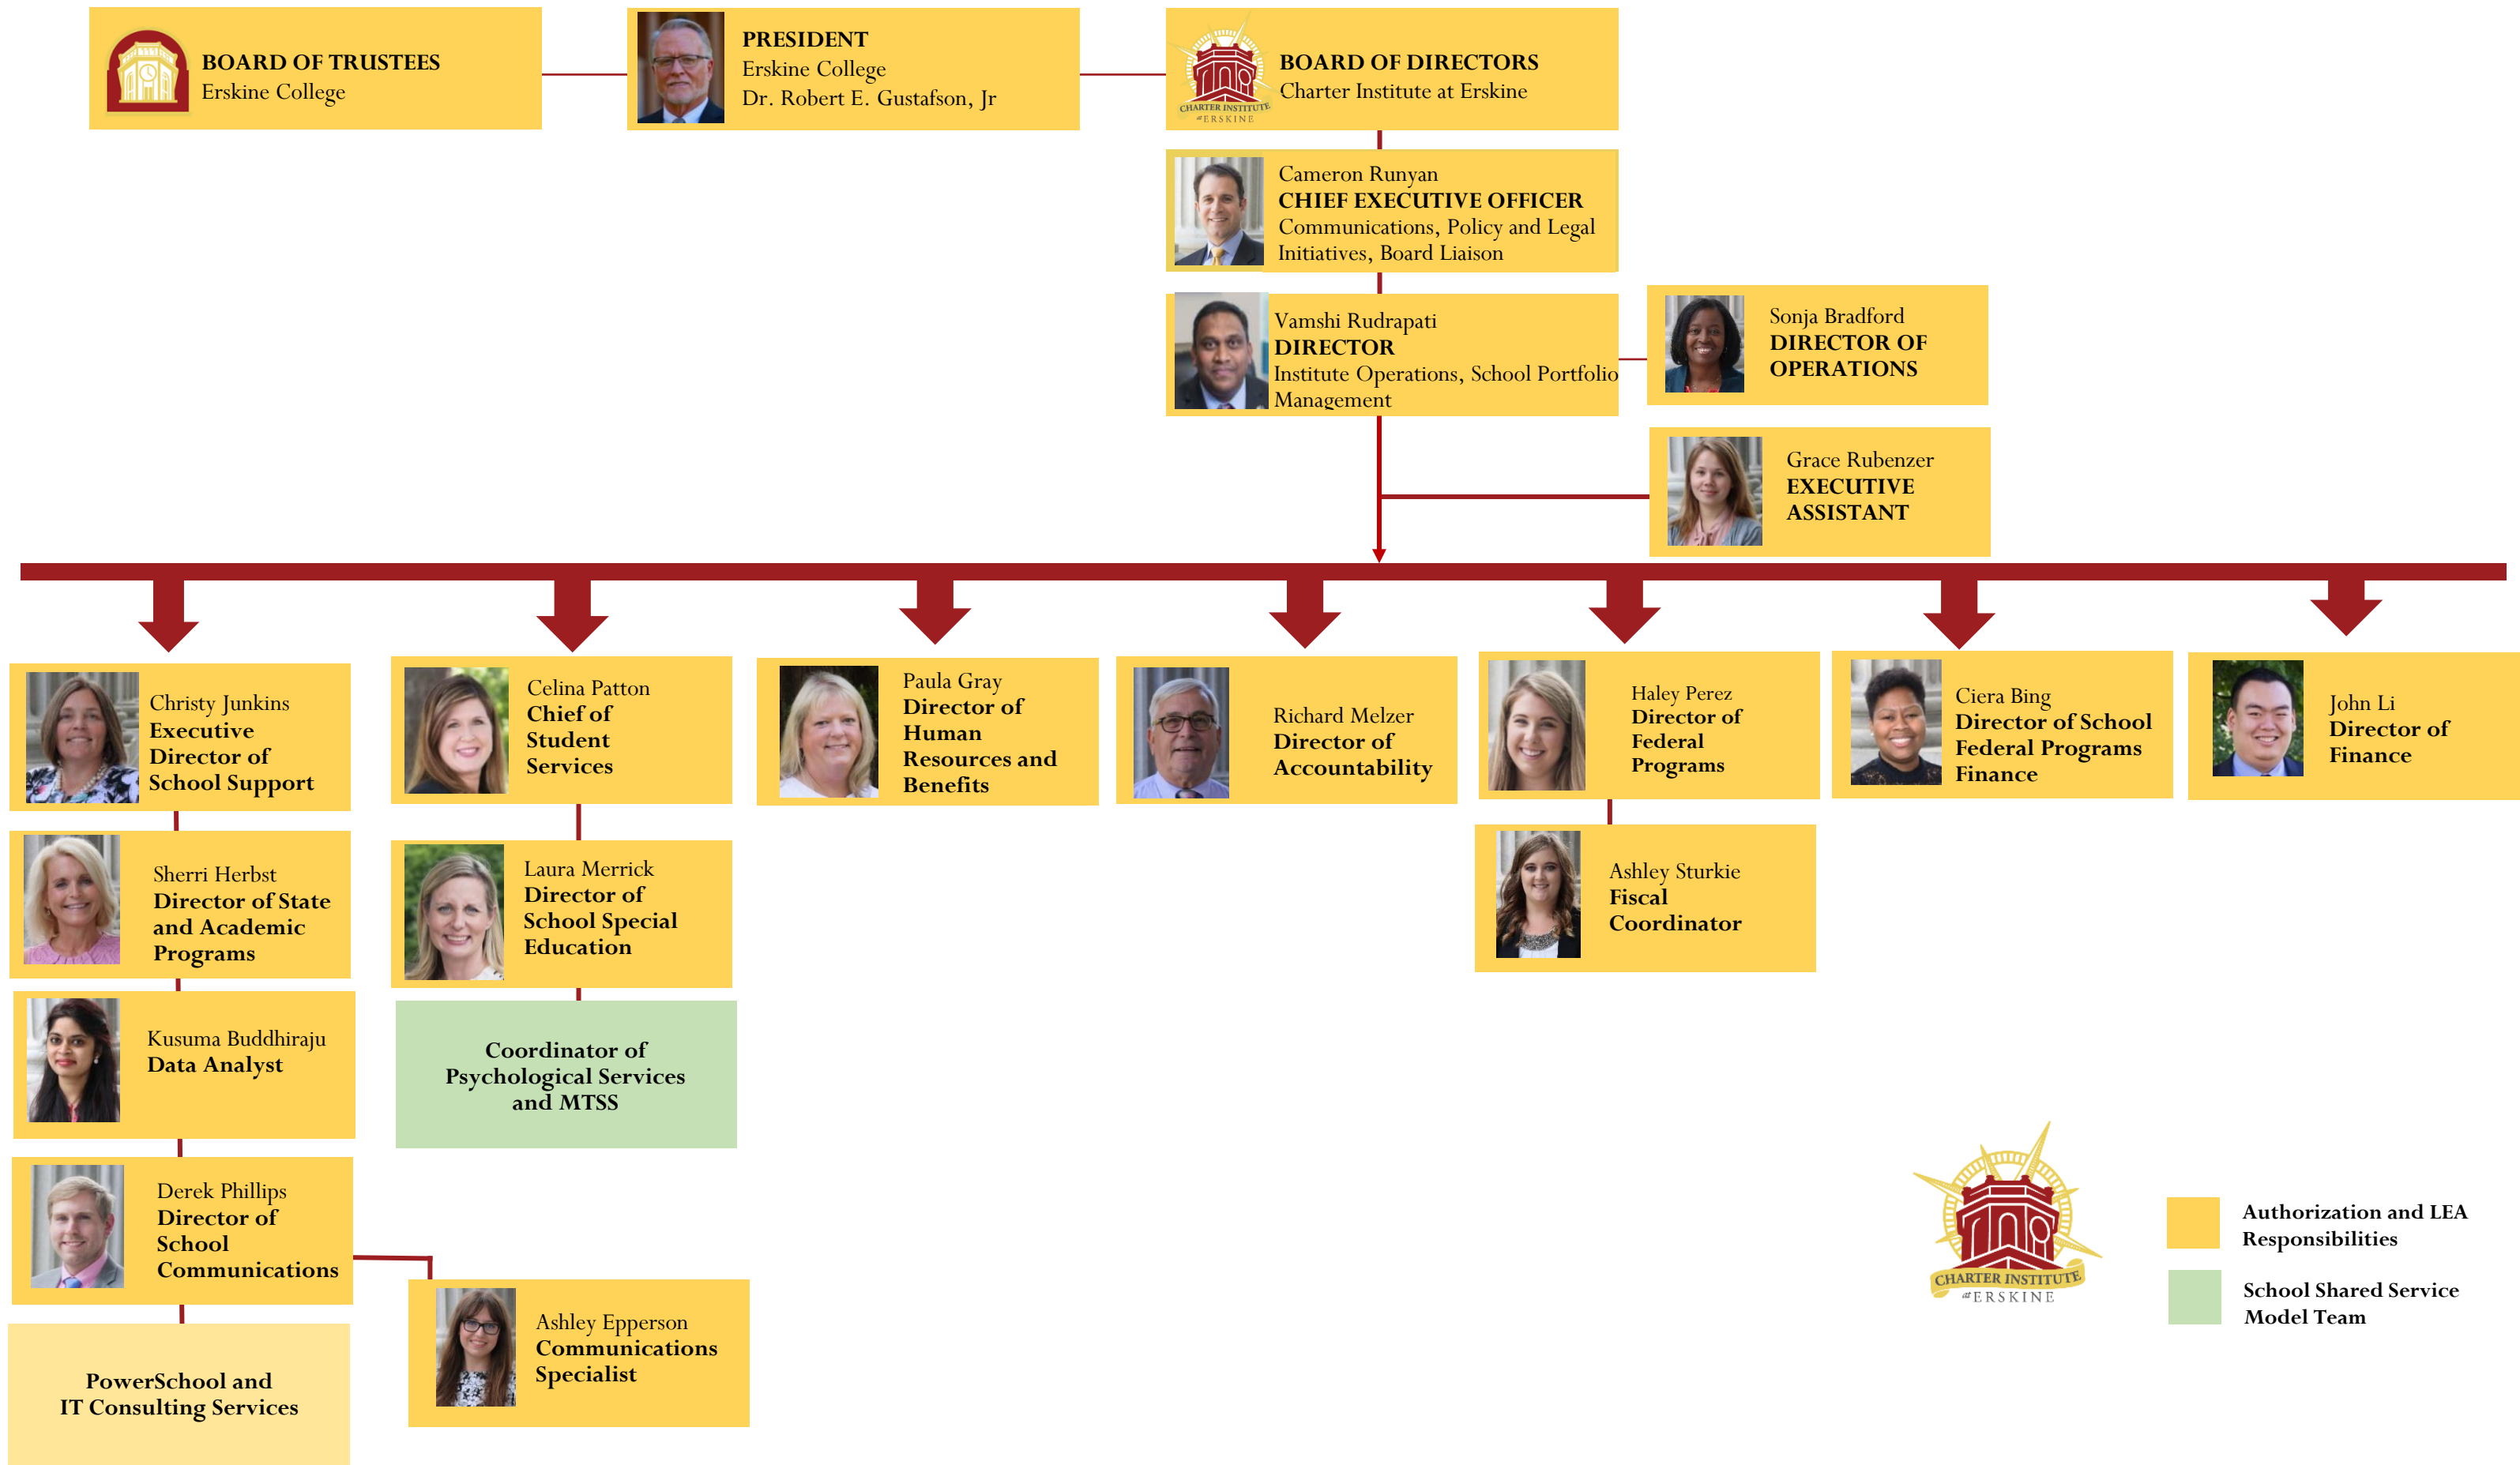 BOARD OF TRUSTEES
Erskine College
PRESIDENT
Erskine College
Dr. Robert E. Gustafson, Jr
CHARTER INSTITUTE
at ERSKINE
BOARD OF DIRECTORS
Charter Institute at Erskine
Cameron Runyan
CHIEF EXECUTIVE OFFICER
Communications, Policy and Legal
Initiatives, Board Liaison
Vamshi Rudrapati
DIRECTOR
Institute Operations, School Portfolio
Management
Sonja Bradford
DIRECTOR OF
OPERATIONS
Grace Rubenzer
EXECUTIVE
ASSISTANT
Christy Junkins
Executive
Director of
School Support
Celina Patton
Chief of
Student
Services
Paula Gray
Director of
Human
Resources and
Benefits
Richard Melzer
Director of
Accountability
Haley Perez
Director of
Federal
Programs
Ciera Bing
Director of School
Federal Programs
Finance
John Li
Director of
Finance
Sherri Herbst
Director of State
and Academic
Programs
Laura Merrick
Director of
School Special
Education
Ashley Sturkie
Fiscal
Coordinator
Kusuma Buddhiraju
Data Analyst
Coordinator of
Psychological Services
and MTSS
Derek Phillips
Director of
School
Communications
Ashley Epperson
Communications
Specialist
PowerSchool and
IT Consulting Services
CHARTER INSTITUTE
at ERSKINE
Authorization and LEA
Responsibilities
School Shared Service
Model Team